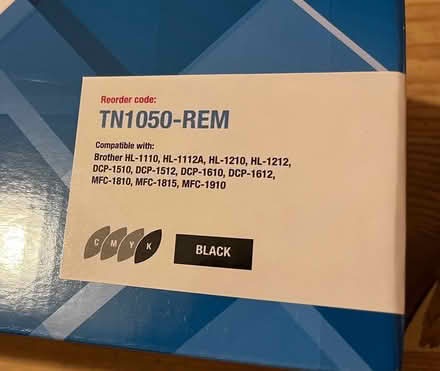 Reorder code:
TN1050-REM
Compatible with:
Brother HL-1110, HL-1112A, HL-1210, HL-1212,
DCP-1510, DCP-1512, DCP-1610, DCP-1612,
MFC-1810, MFC-1815, MFC-1910
C M Y K
BLACK